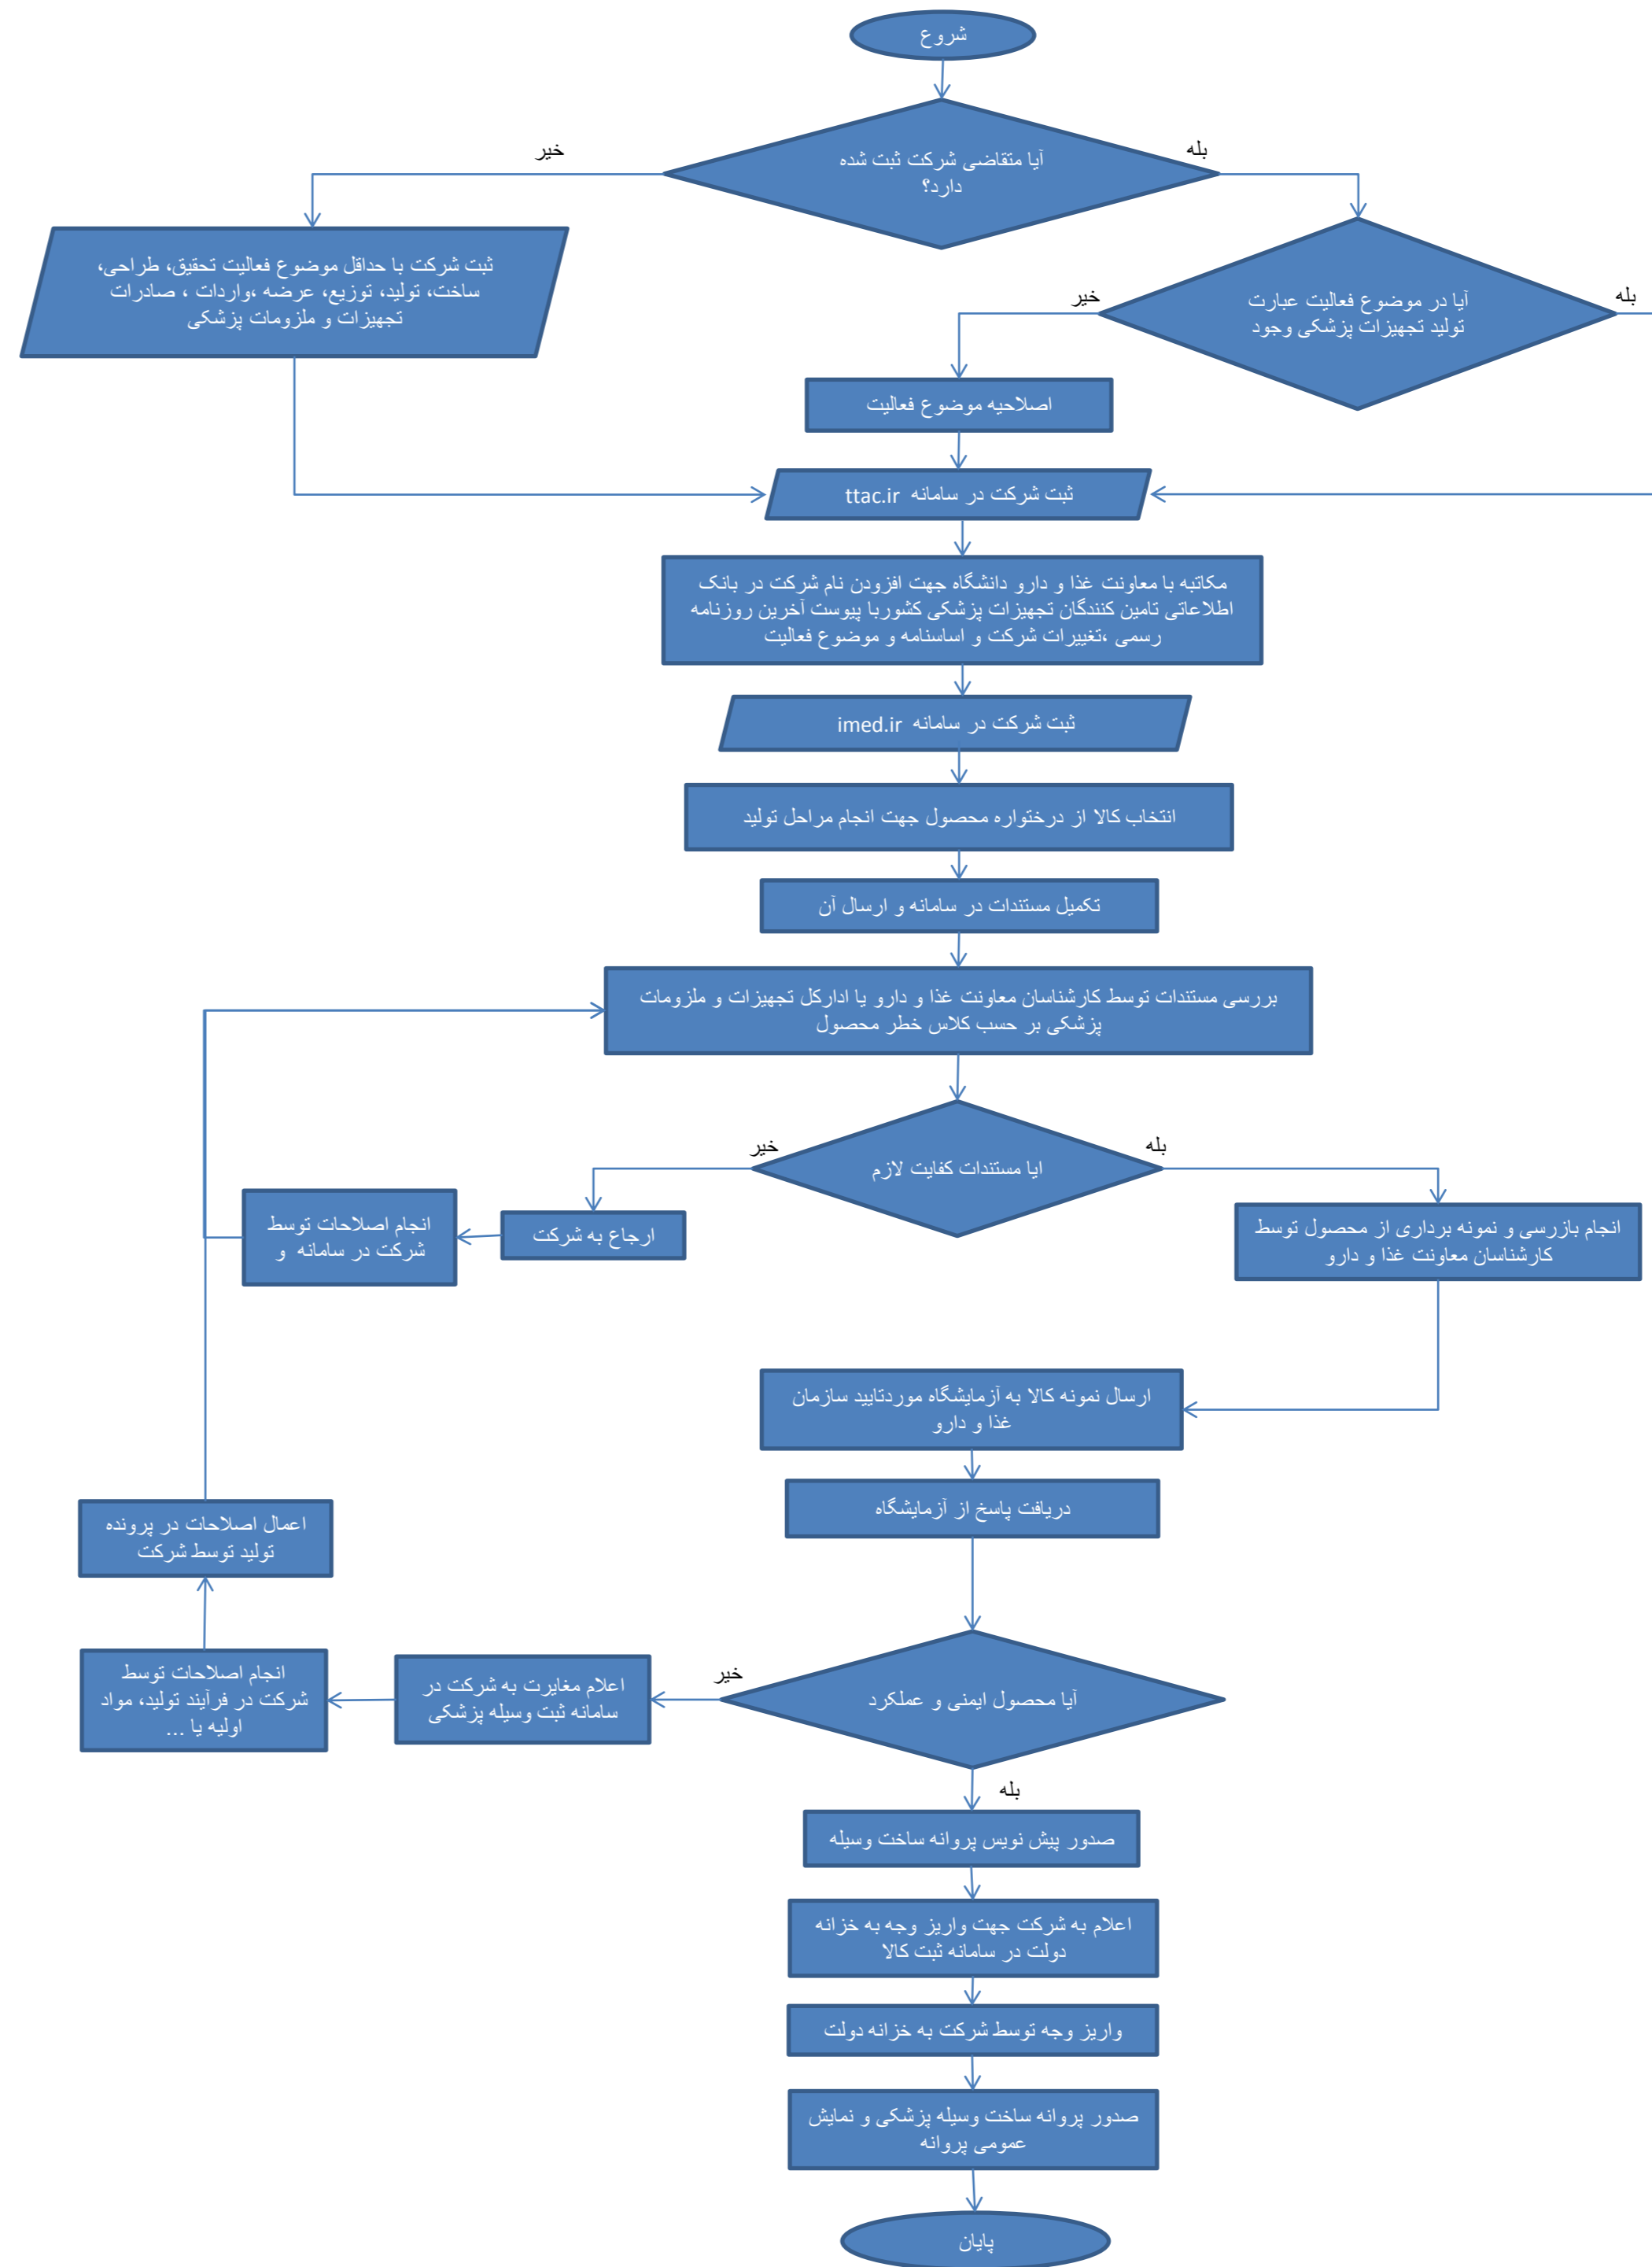 شروع
آیا متقاضی شرکت ثبت شده
دارد؟
خیر
بله
ثبت شرکت با حداقل موضوع فعالیت تحقیق، طراحی،
ساخت، تولید، توزیع، عرضه ،واردات ، صادرات
تجهیزات و ملزومات پزشکی
آیا در موضوع فعالیت عبارت
تولید تجهیزات پزشکی وجود
خیر
بله
اصلاحیه موضوع فعالیت
ثبت شرکت در سامانه ttac.ir
مکاتبه با معاونت غذا و دارو دانشگاه جهت افزودن نام شرکت در بانک
اطلاعاتی تامین کنندگان تجهیزات پزشکی کشوربا پیوست آخرین روزنامه
رسمی ،تغییرات شرکت و اساسنامه و موضوع فعالیت
ثبت شرکت در سامانه imed.ir
انتخاب کالا از درختواره محصول جهت انجام مراحل تولید
تکمیل مستندات در سامانه و ارسال آن
بررسی مستندات توسط کارشناسان معاونت غذا و دارو یا ادارکل تجهیزات و ملزومات
پزشکی بر حسب کلاس خطر محصول
ایا مستندات کفایت لازم
خیر
بله
انجام بازرسی و نمونه برداری از محصول توسط
کارشناسان معاونت غذا و دارو
ارجاع به شرکت
انجام اصلاحات توسط
شرکت در سامانه و
ارسال نمونه کالا به آزمایشگاه موردتایید سازمان
غذا و دارو
دریافت پاسخ از آزمایشگاه
آیا محصول ایمنی و عملکرد
خیر
بله
اعلام مغایرت به شرکت در
سامانه ثبت وسیله پزشکی
انجام اصلاحات توسط
شرکت در فرآیند تولید، مواد
اولیه یا ...
اعمال اصلاحات در پرونده
تولید توسط شرکت
صدور پیش نویس پروانه ساخت وسیله
اعلام به شرکت جهت واریز وجه به خزانه
دولت در سامانه ثبت کالا
واریز وجه توسط شرکت به خزانه دولت
صدور پروانه ساخت وسیله پزشکی و نمایش
عمومی پروانه
پایان